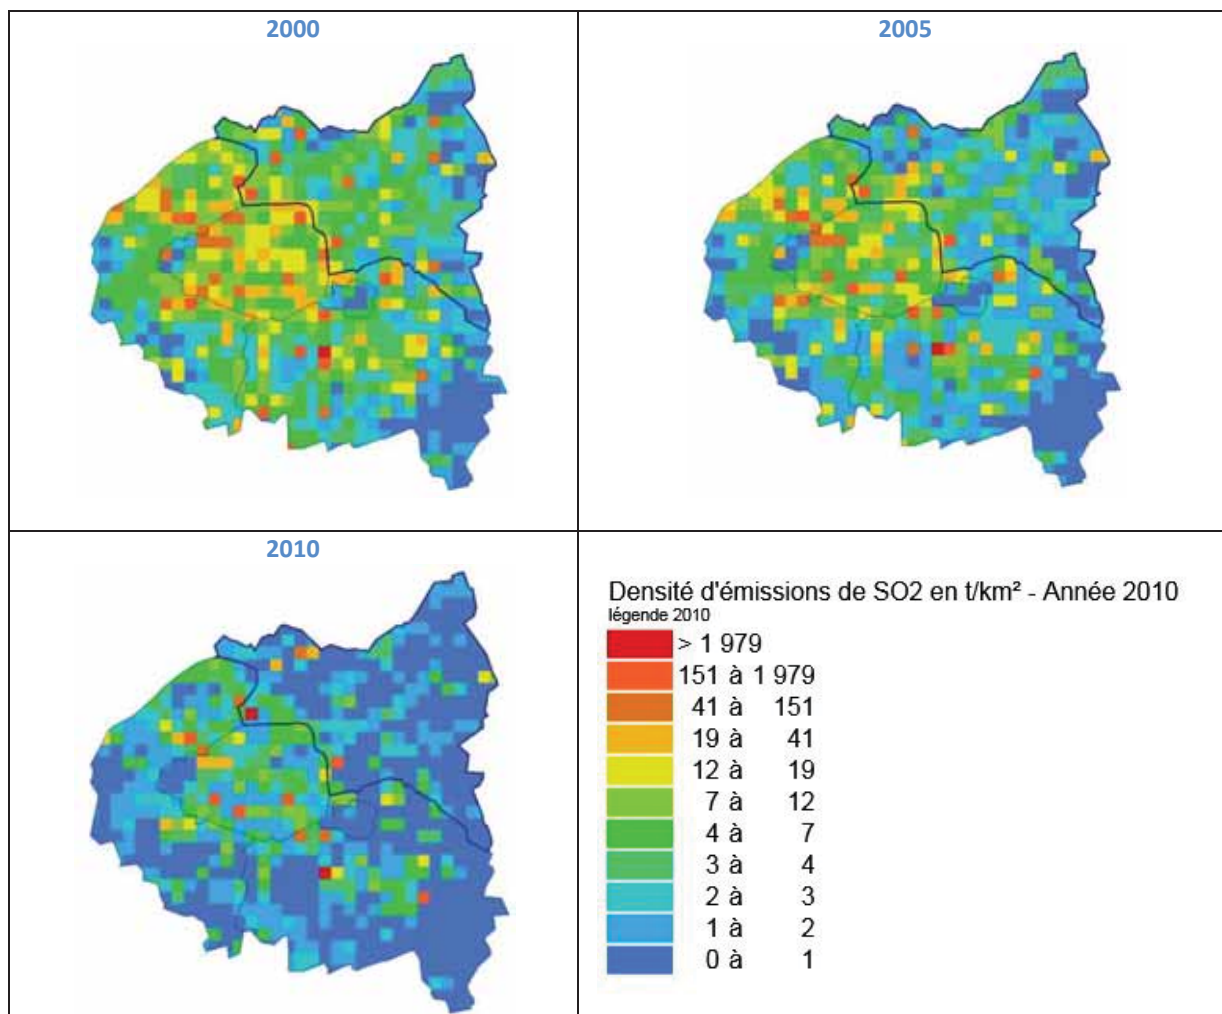 2000
2005
2010
Densité d'émissions de SO2 en t/km² - Année 2010
légende 2010
> 1 979
151 à 1 979
41 à 151
19 à 41
12 à 19
7 à 12
4 à 7
3 à 4
2 à 3
1 à 2
0 à 1